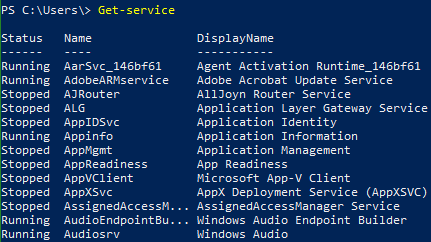 PS C:\Users\> Get-service
Status Name DisplayName
------ ---- -----------
Running AarSvc_146bf61 Agent Activation Runtime_146bf61
Running AdobeARMservice Adobe Acrobat Update Service
Stopped AJRouter AllJoyn Router Service
Stopped ALG Application Layer Gateway Service
Stopped AppIDSvc Application Identity
Running Appinfo Application Information
Stopped AppMgmt Application Management
Stopped AppReadiness App Readiness
Stopped AppVClient Microsoft App-V Client
Stopped AppXSvc AppX Deployment Service (AppXSVC)
Stopped AssignedAccessM... AssignedAccessManager Service
Running AudioEndpointBu... Windows Audio Endpoint Builder
Running Audiosrv Windows Audio